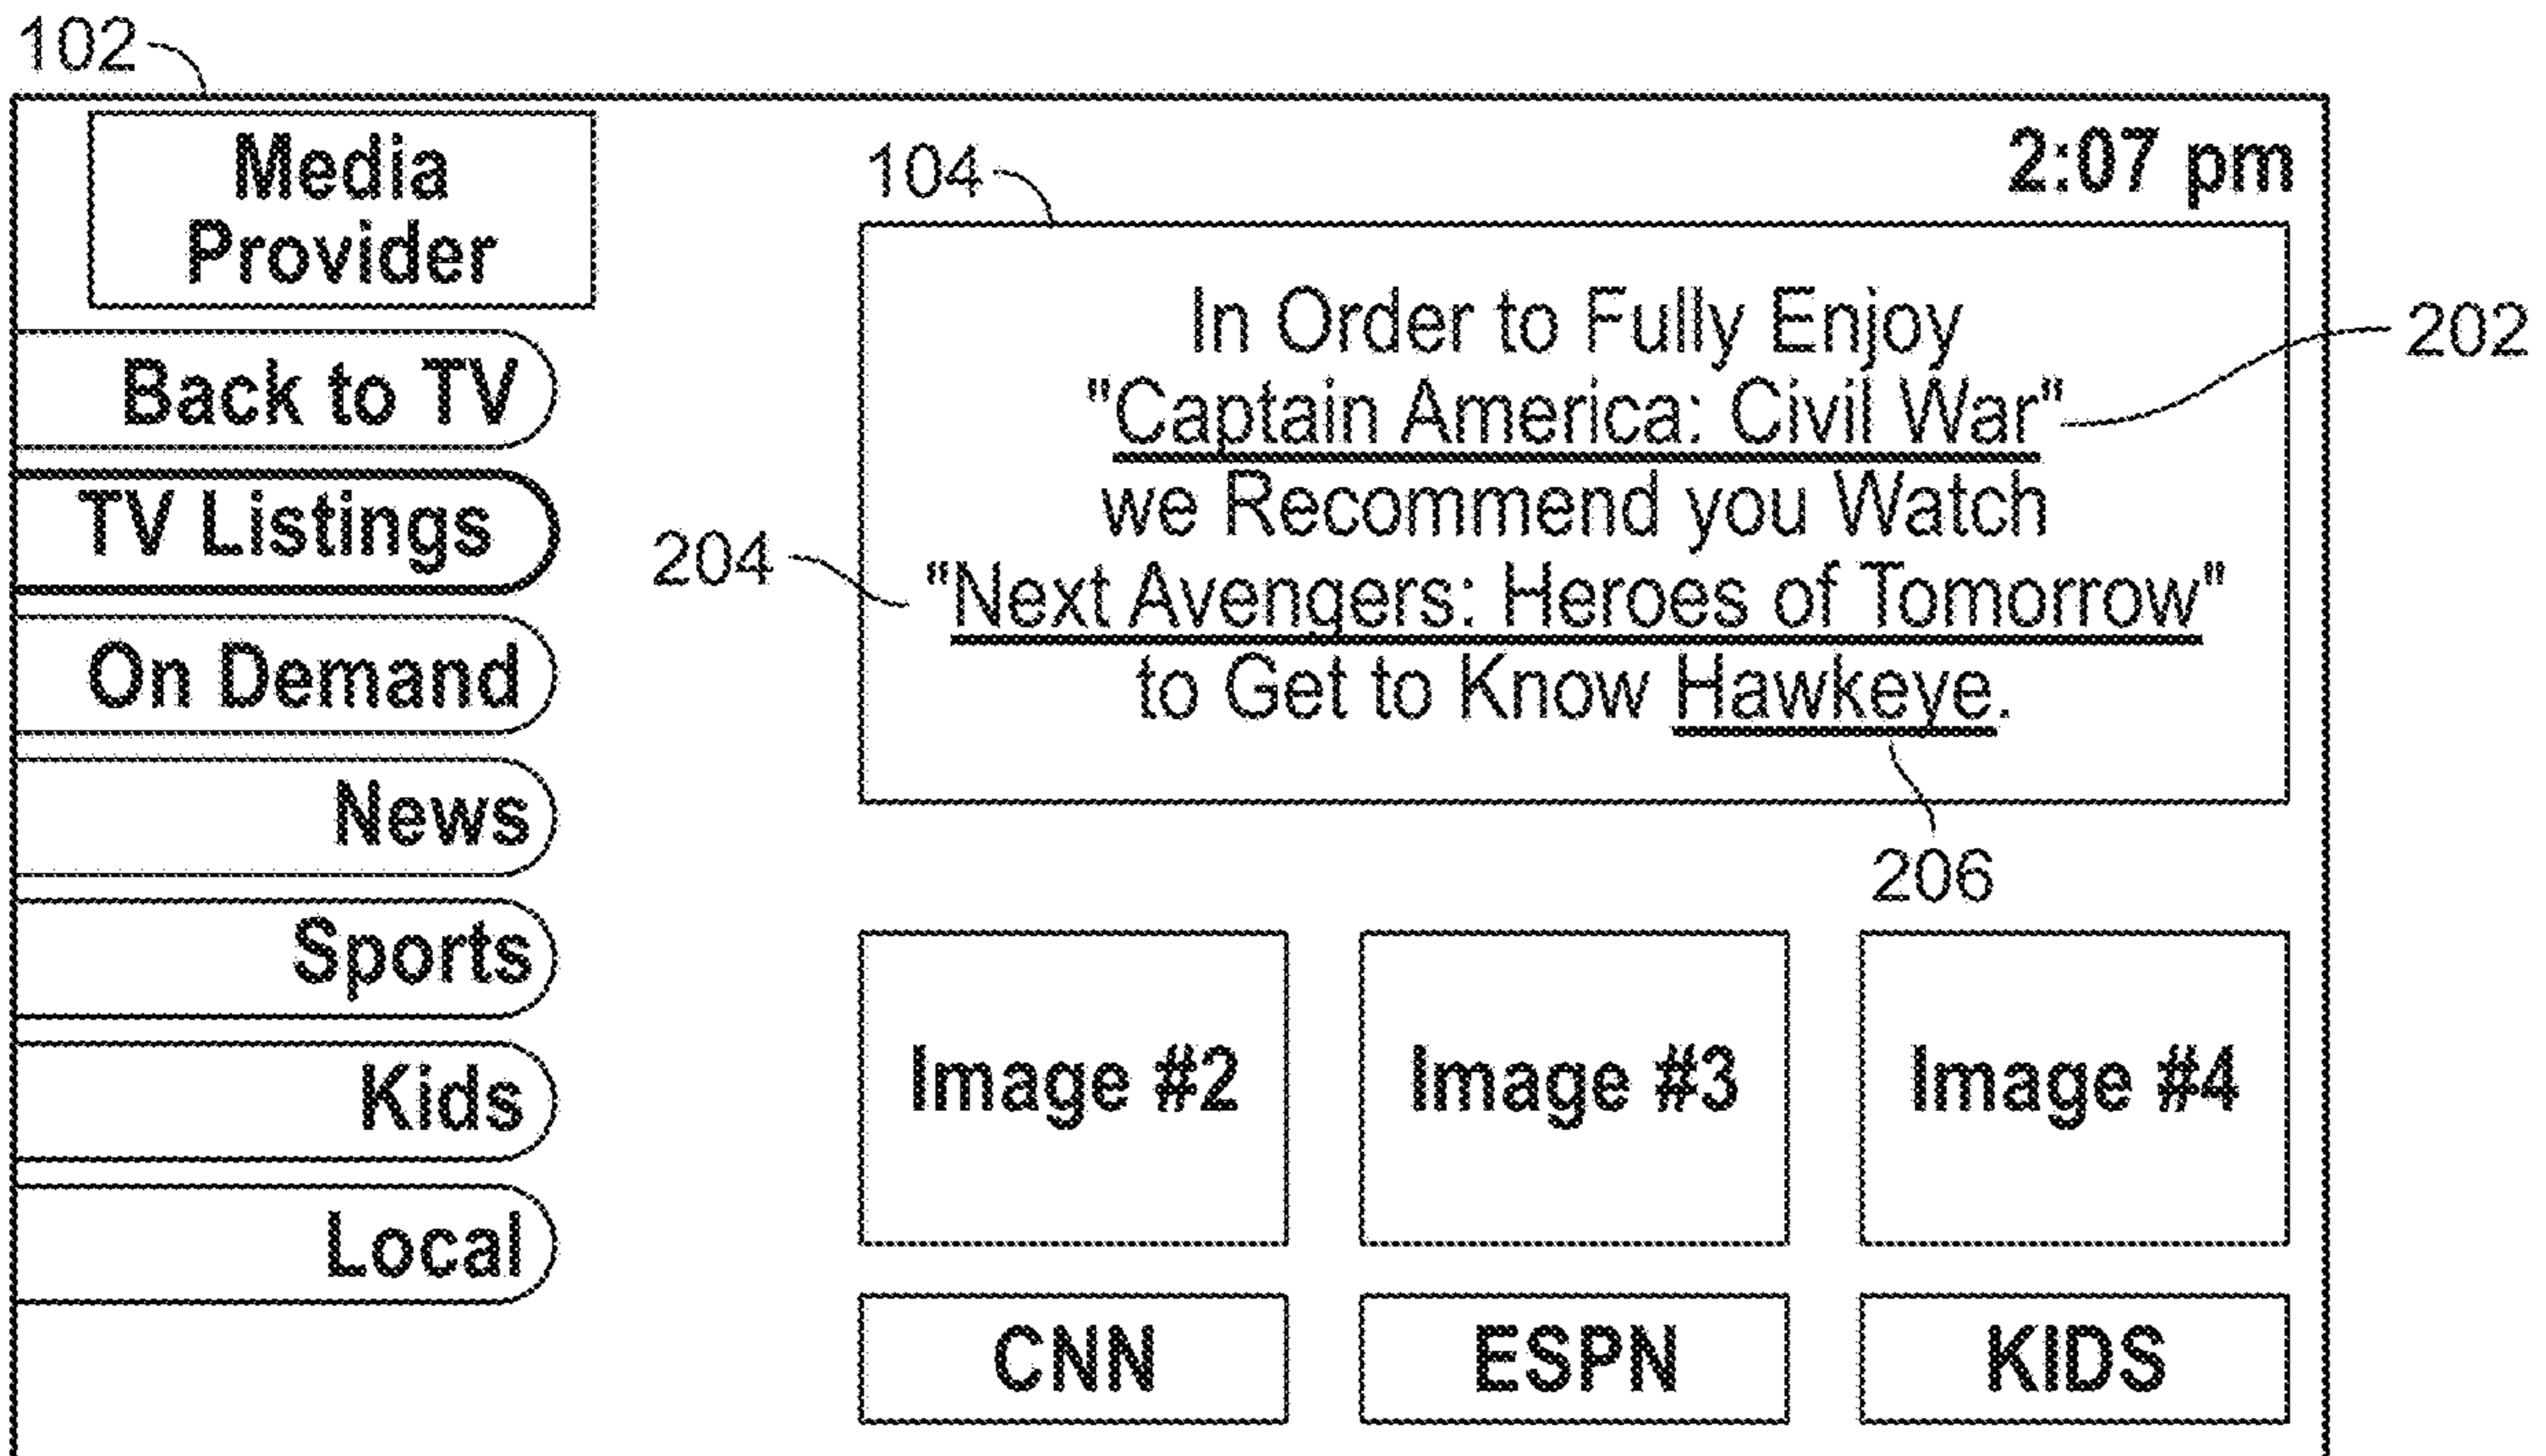 102
Media
Provider
2:07 pm
104
Back to TV
TV Listings
On Demand
News
Sports
Kids
Local
In Order to Fully Enjoy
"Captain America: Civil War"
we Recommend you Watch
"Next Avengers: Heroes of Tomorrow"
to Get to Know Hawkeye.
202
204
206
Image #2
Image #3
Image #4
CNN
ESPN
KIDS